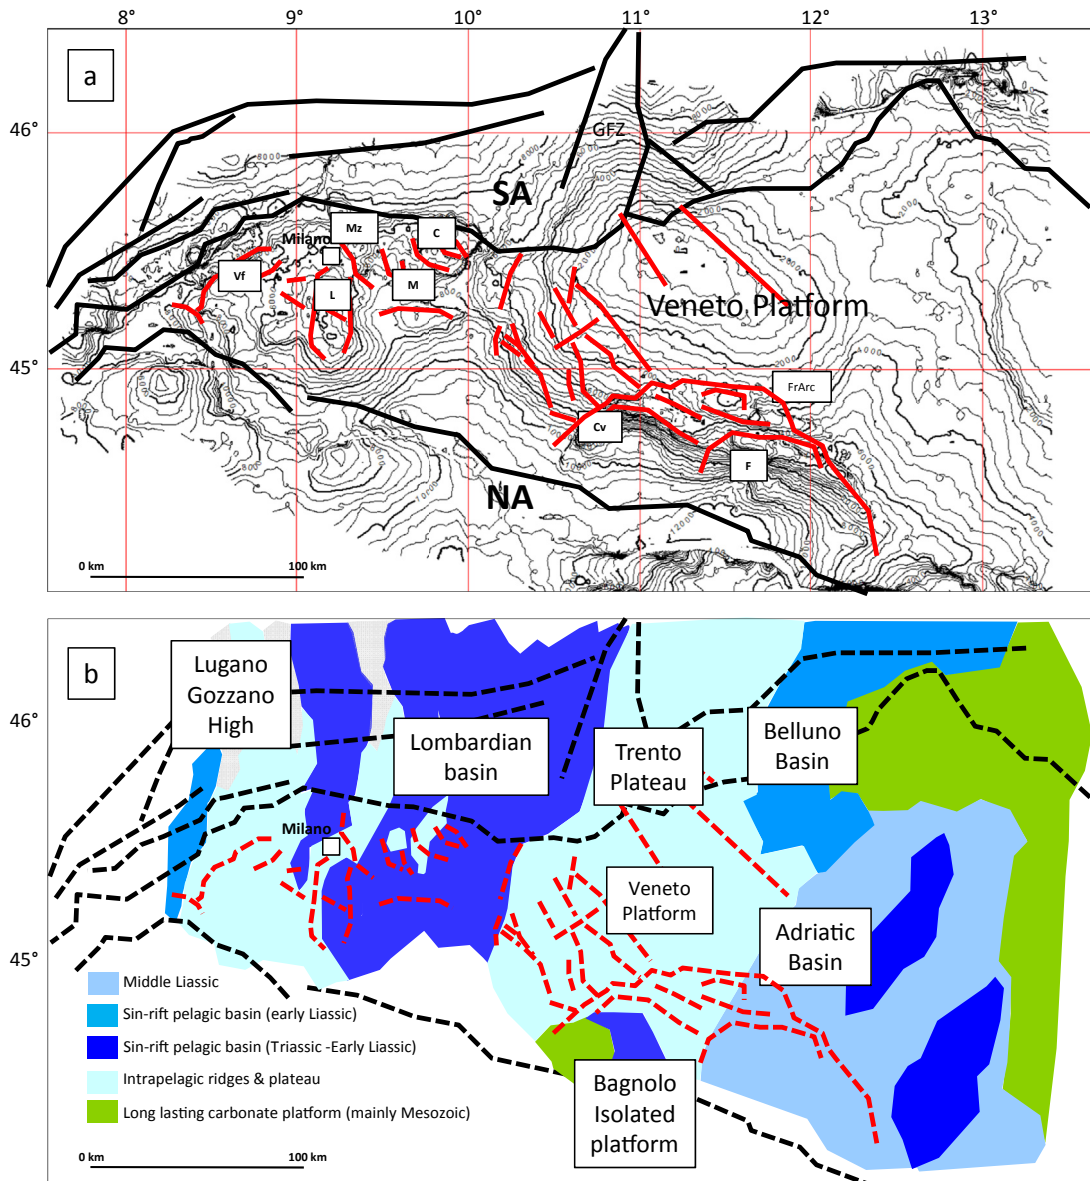 8°
9°
10°
11°
12°
13°
a
46°
GFZ
SA
Mz
C
Milano
Vf
M
L
Veneto Platform
45°
FrArc
Cv
F
NA
0 km
100 km
b
Lugano
Gozzano
High
46°
Lombardian
basin
Trento
Plateau
Belluno
Basin
Milano
Veneto
Platform
Adriatic
Basin
45°
Middle Liassic
Sin-rift pelagic basin (early Liassic)
Sin-rift pelagic basin (Triassic -Early Liassic)
Intrapelagic ridges & plateau
Long lasting carbonate platform (mainly Mesozoic)
Bagnolo
Isolated
platform
0 km
100 km